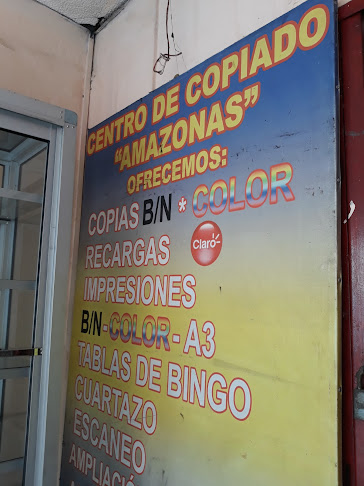 CENTRO DE COPIADO
"AMAZONAS"
OFRECEMOS:
COPIAS B/N * COLOR
RECARGAS Claro
IMPRESIONES
B/N-COLOR-A3
TABLAS DE BINGO
CUARTAZO
ESCANEO